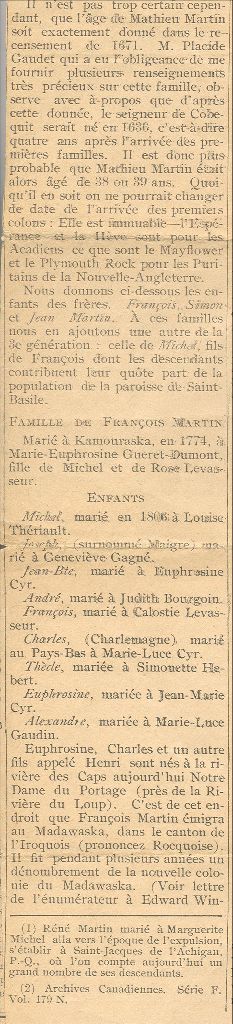 Il n'est pas trop certain cepen-
dant, que l'âge de Mathieu Martin
soit exactement donné dans le re-
censement de 1671. M. Placide
Gaudet qui a eu l'obligeance de me
fournir plusieurs renseignements
très précieux sur cette famille, ob-
serve avec à-propos que d'après
cette donnée, le seigneur de Cobe-
quit serait né en 1636, c'est-à-dire
quatre ans après l'arrivée des pre-
mières familles. Il est donc plus
probable que Mathieu Martin était
alors âgé de 38 ou 39 ans. Quoi-
qu'il en soit on ne pourrait changer
de date de l'arrivée des premiers
colons : Elle est immuable—l'Espé-
rance et la Hève sont pour les
Acadiens ce que sont le Mayflower
et le Plymouth Rock pour les Puri-
tains de la Nouvelle-Angleterre.
Nous donnons ci-dessous les en-
fants des frères, François, Simon
et Jean Martin. À ces familles
nous en ajoutons une autre de la
3e génération : celle de Michel, fils
de François dont les descendants
contribuent leur quôte part de la
population de la paroisse de Saint-
Basile.
FAMILLE DE FRANÇOIS MARTIN
Marié à Kamouraska, en 1774, à
Marie-Euphrosine Gueret-Dumont,
fille de Michel et de Rose Levas-
seur.
ENFANTS
Michel, marié en 1806 à Louise
Thériault.
Joseph, (surnommé Maigre) ma-
rié à Geneviève Gagné.
Jean-Bte, marié à Euphrosine
Cyr.
André, marié à Judith Bourgoin.
François, marié à Calostie Levas-
seur.
Charles, (Charlemagne) marié
au Pays-Bas à Marie-Luce Cyr.
Thècle, mariée à Simonette He-
bert.
Euphrosine, mariée à Jean-Marie
Cyr.
Alexandre, mariée à Marie-Luce
Gaudin.
Euphrosine, Charles et un autre
fils appelé Henri sont nés à la ri-
vière des Caps aujourd'hui Notre
Dame du Portage (près de la Ri-
vière du Loup). C'est de cet en-
droit que François Martin émigra
au Madawaska, dans le canton de
l'Iroquois (prononcez Rocquoise).
Il fit pendant plusieurs années un
dénombrement de la nouvelle colo-
nie du Madawaska. (Voir lettre
de l'énumérateur à Edward Win-
(1) Réné Martin marié à Marguerite
Michel alla vers l'époque de l'expulsion,
s'établir à Saint-Jacques de l'Achigan,
P.-Q., où l'on compte aujourd'hui un
grand nombre de ses descendants.
(2) Archives Canadiennes. Série F.
Vol. 179 N.